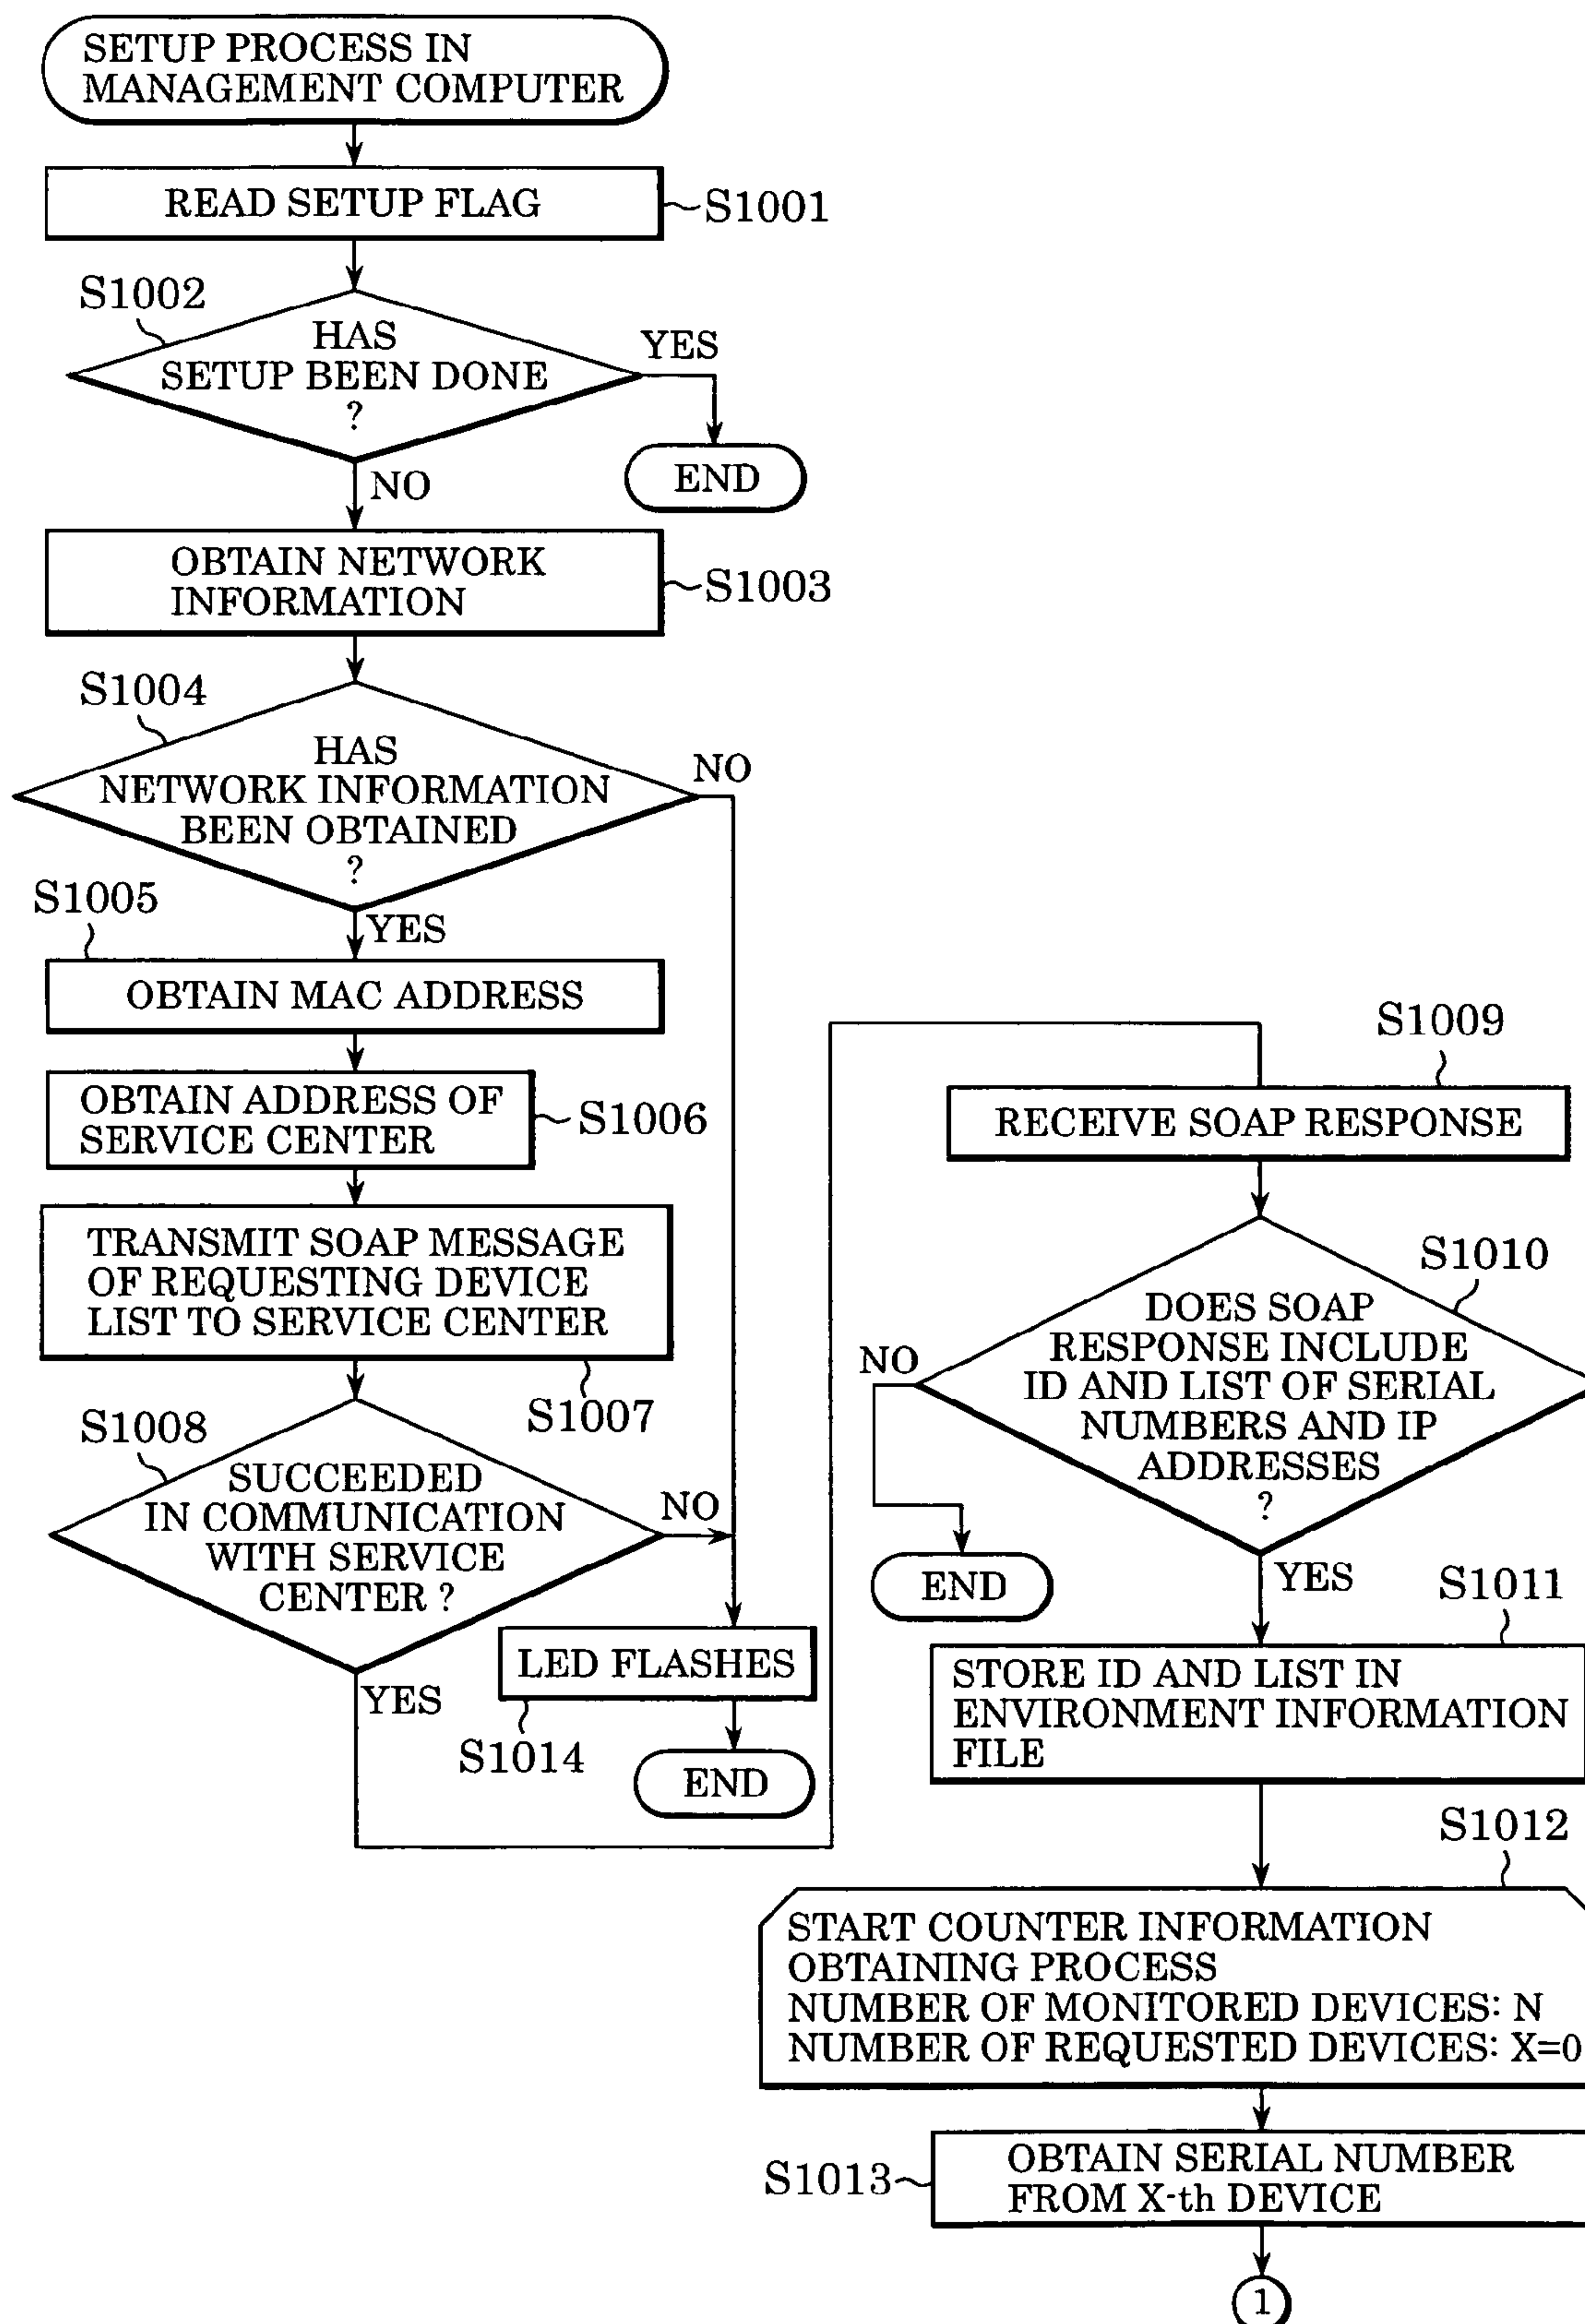 SETUP PROCESS IN
MANAGEMENT COMPUTER
READ SETUP FLAG
S1001
S1002
HAS
SETUP BEEN DONE
?
YES
END
NO
OBTAIN NETWORK
INFORMATION
S1003
S1004
HAS
NETWORK INFORMATION
BEEN OBTAINED
?
NO
YES
S1005
OBTAIN MAC ADDRESS
OBTAIN ADDRESS OF
SERVICE CENTER
S1006
TRANSMIT SOAP MESSAGE
OF REQUESTING DEVICE
LIST TO SERVICE CENTER
S1007
S1008
SUCCEEDED
IN COMMUNICATION
WITH SERVICE
CENTER ?
NO
YES
LED FLASHES
S1014
END
S1009
RECEIVE SOAP RESPONSE
S1010
DOES SOAP
RESPONSE INCLUDE
ID AND LIST OF SERIAL
NUMBERS AND IP
ADDRESSES
?
NO
END
YES
S1011
STORE ID AND LIST IN
ENVIRONMENT INFORMATION
FILE
S1012
START COUNTER INFORMATION
OBTAINING PROCESS
NUMBER OF MONITORED DEVICES: N
NUMBER OF REQUESTED DEVICES: X=0
S1013
OBTAIN SERIAL NUMBER
FROM X-th DEVICE
1